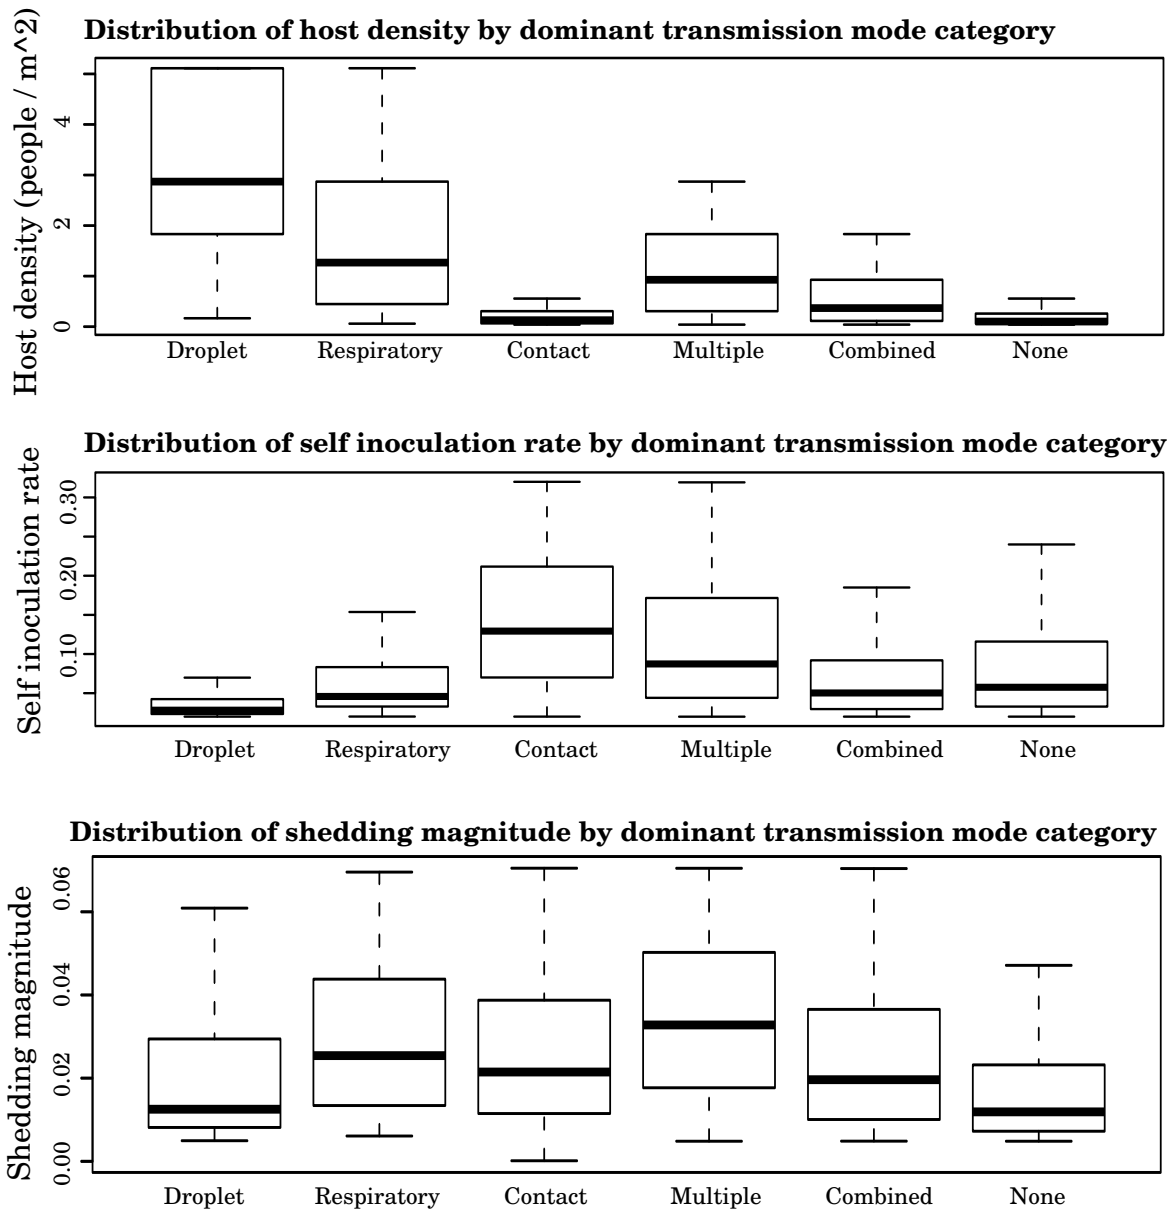 Distribution of host density by dominant transmission mode category
Host density (people / m^2)
4
2
0
Droplet Respiratory Contact Multiple Combined None
Distribution of self inoculation rate by dominant transmission mode category
Self inoculation rate
0.30
0.20
0.10
Droplet Respiratory Contact Multiple Combined None
Distribution of shedding magnitude by dominant transmission mode category
Shedding magnitude
0.06
0.04
0.02
0.00
Droplet Respiratory Contact Multiple Combined None